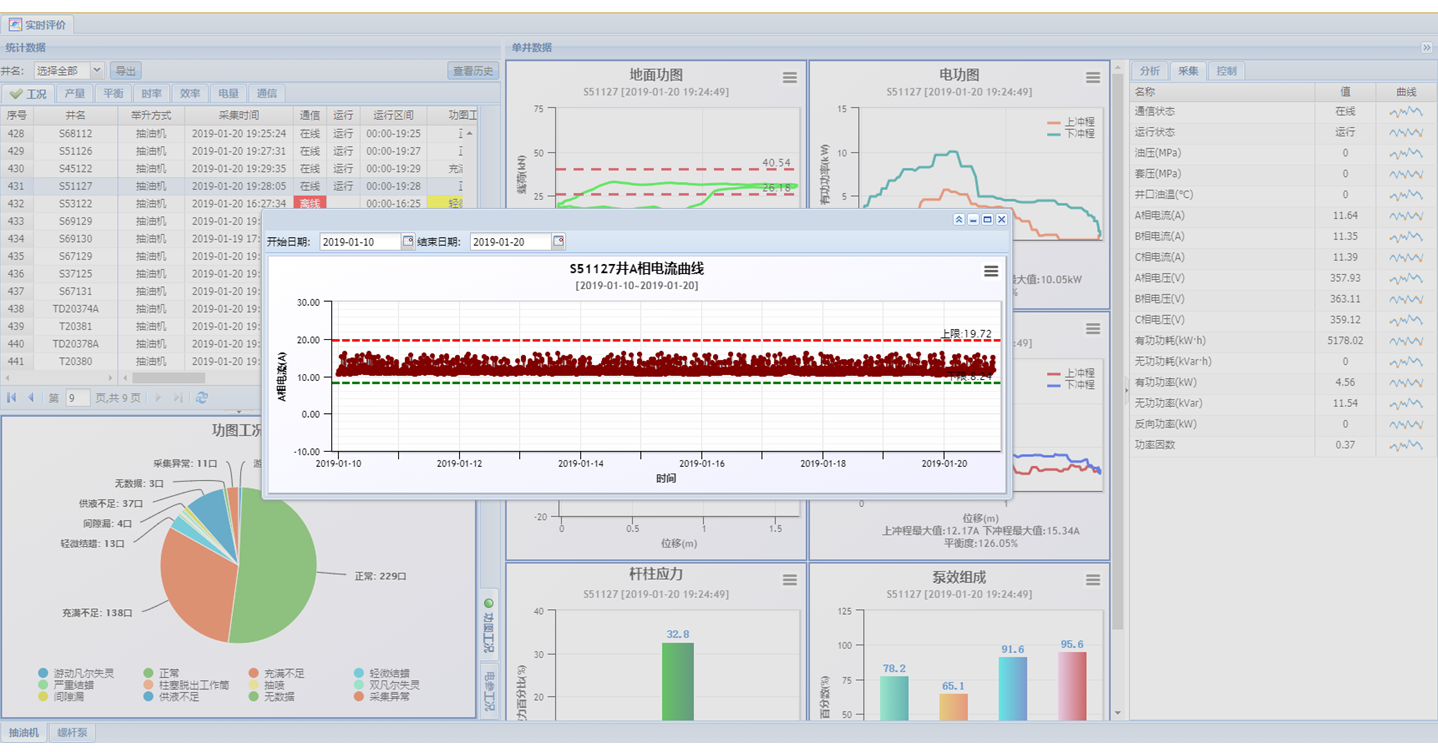 实时评价
统计数据
井名: 选择全部 导出 查看历史
工况 产量 平衡 时率 效率 电量 通信
序号 井名 举升方式 采集时间 通信 运行 运行区间 功图工
428 S68112 抽油机 2019-01-20 19:25:24 在线 运行 00:00-19:25
429 S51126 抽油机 2019-01-20 19:27:31 在线 运行 00:00-19:27
430 S45122 抽油机 2019-01-20 19:29:35 在线 运行 00:00-19:29 充
431 S51127 抽油机 2019-01-20 19:28:05 在线 运行 00:00-19:28
432 S53122 抽油机 2019-01-20 16:27:34 离线 00:00-16:25 轻
433 S69129 抽油机 2019-01-20 19:
434 S69130 抽油机 2019-01-19 17:
435 S67129 抽油机 2019-01-20 19:
436 S37125 抽油机 2019-01-20 19:
437 S67131 抽油机 2019-01-20 19:
438 TD20374A 抽油机 2019-01-20 19:
439 T20381 抽油机 2019-01-20 19:
440 TD20378A 抽油机 2019-01-20 19:
441 T20380 抽油机 2019-01-20 19:
第 9 页,共 9 页
功图工况
采集异常: 11口
游
无数据: 3口
供液不足: 37口
间隙漏: 4口
轻微结蜡: 13口
正常: 229口
充满不足: 138口
游动凡尔失灵 正常 充满不足 轻微结蜡
严重结蜡 柱塞脱出工作筒 抽喷 双凡尔失灵
间隙漏 供液不足 无数据 采集异常
功图工况
电参工况
抽油机 螺杆泵
单井数据
地面功图
S51127 [2019-01-20 19:24:49]
75
50
25
载荷(kN)
40.54
26.18
电功图
S51127 [2019-01-20 19:24:49]
15
10
5
有功功率(kW)
上冲程
下冲程
最大值:10.05kW
%
开始日期: 2019-01-10 结束日期: 2019-01-20
S51127井A相电流曲线
[2019-01-10~2019-01-20]
30.00
20.00
10.00
0.00
-10.00
A相电流(A)
上限:19.72
下限:8.24
2019-01-10 2019-01-12 2019-01-14 2019-01-16 2019-01-18 2019-01-20
时间
:49]
上冲程
下冲程
-20
0 0.5 1 1.5
位移(m)
0 1
位移(m)
上冲程最大值:12.17A 下冲程最大值:15.34A
平衡度:126.05%
杆柱应力
S51127 [2019-01-20 19:24:49]
40
30
20
力百分比(%)
32.8
泵效组成
S51127 [2019-01-20 19:24:49]
125
100
75
50
百分数(%)
78.2
65.1
91.6
95.6
分析 采集 控制
名称 值 曲线
通信状态 在线
运行状态 运行
油压(MPa) 0
套压(MPa) 0
井口油温(℃) 0
A相电流(A) 11.64
B相电流(A) 11.35
C相电流(A) 11.39
A相电压(V) 357.93
B相电压(V) 363.11
C相电压(V) 359.12
有功功耗(kW·h) 5178.02
无功功耗(kVar·h) 0
有功功率(kW) 4.56
无功功率(kVar) 11.54
反向功率(kW) 0
功率因数 0.37